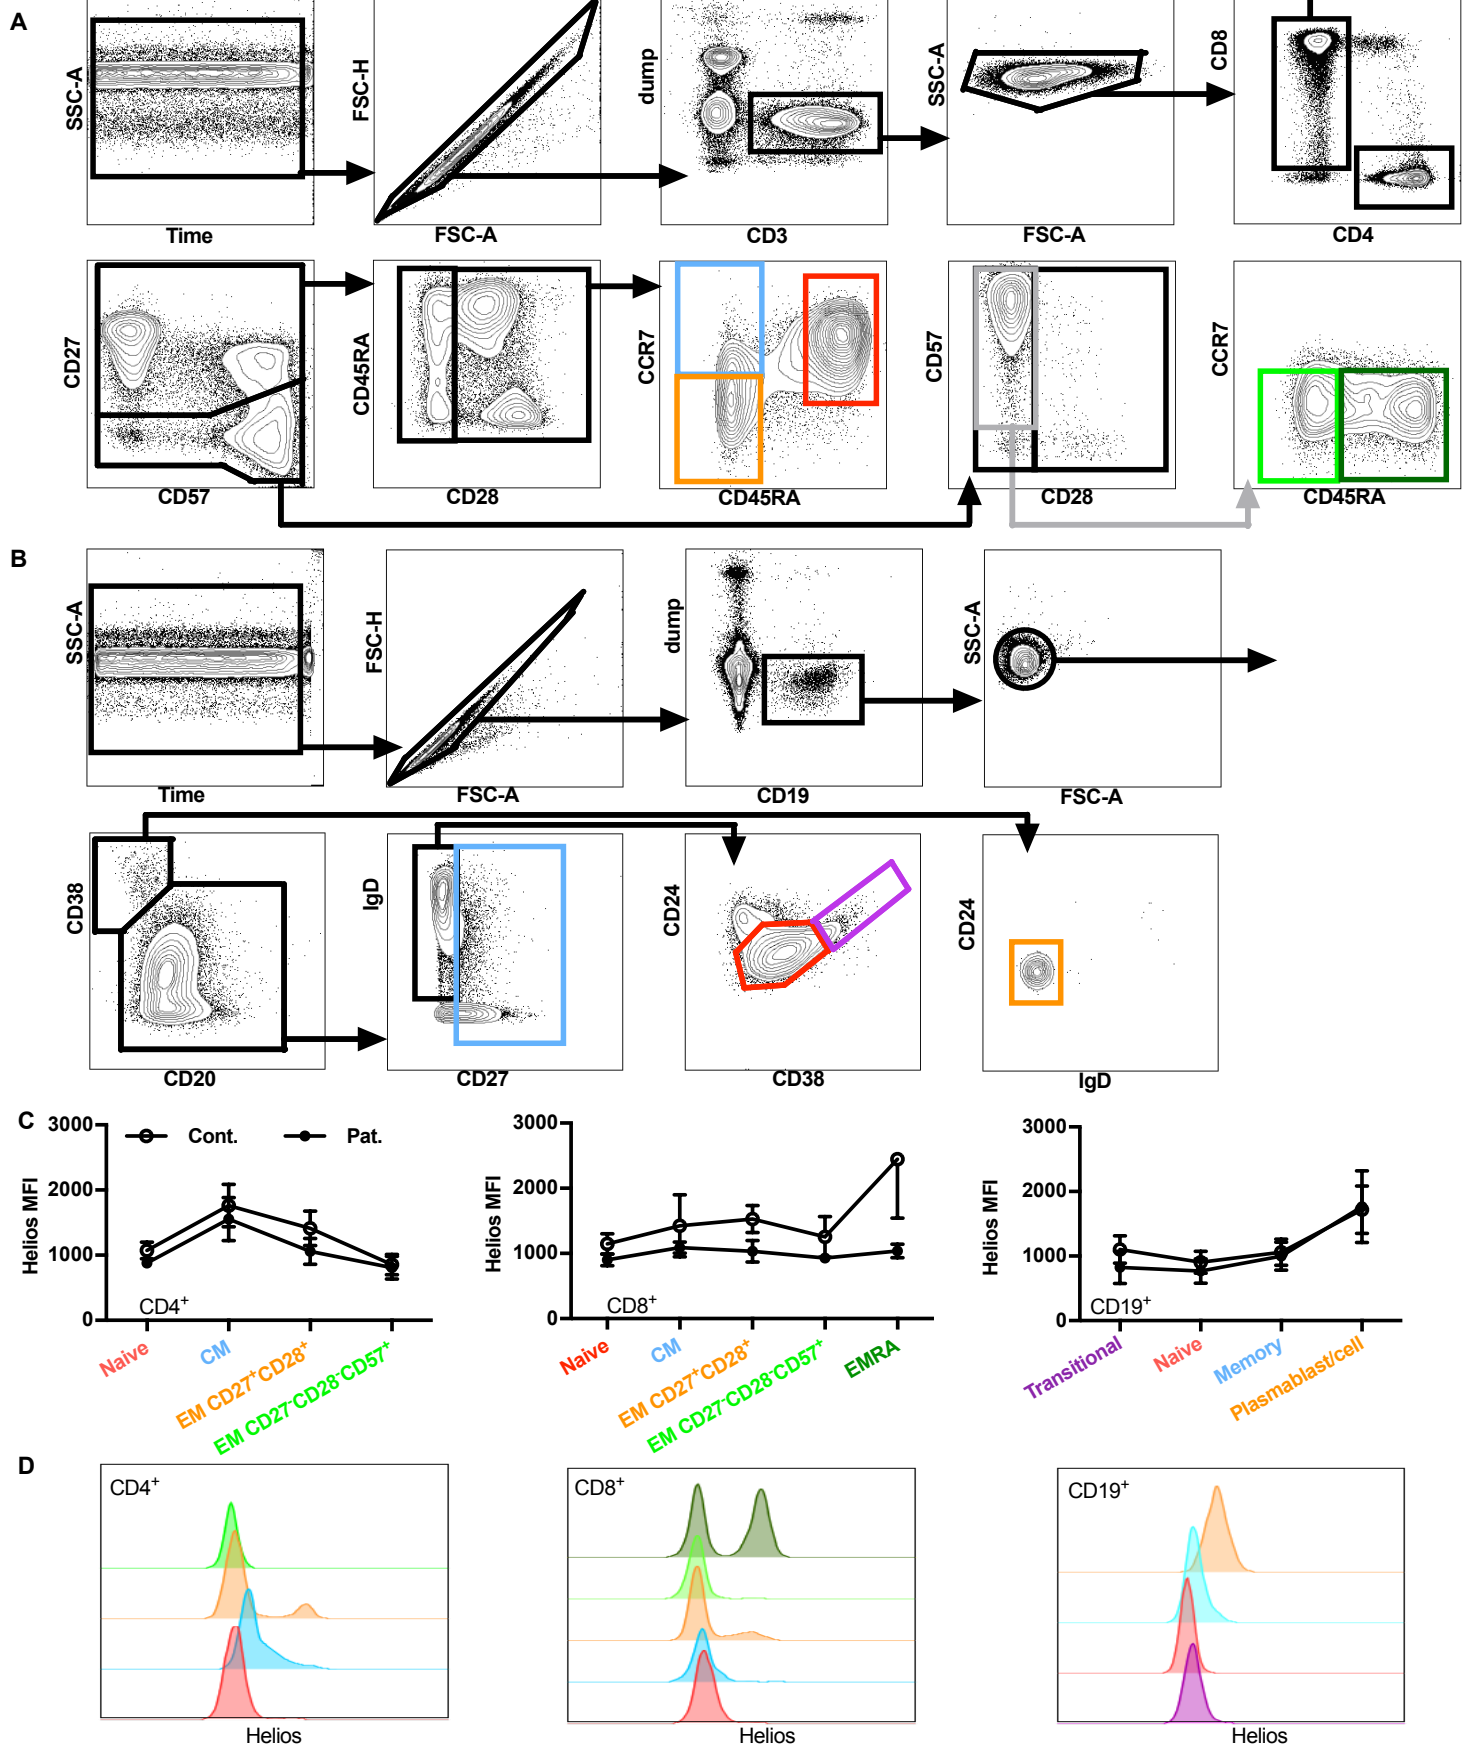 A
SSC-A
Time
FSC-H
FSC-A
dump
CD3
SSC-A
FSC-A
CD8
CD4
CD27
CD57
CD45RA
CD28
CCR7
CD45RA
CD57
CD28
CCR7
CD45RA
B
SSC-A
Time
FSC-H
FSC-A
dump
CD19
SSC-A
FSC-A
CD38
CD20
IgD
CD27
CD24
CD38
CD24
IgD
C
Helios MFI
3000
2000
1000
0
Cont.
Pat.
CD4+
Naive
CM
EM CD27+CD28+
EM CD27-CD28-CD57+
Helios MFI
3000
2000
1000
0
CD8+
Naive
CM
EM CD27+CD28+
EM CD27-CD28-CD57+
EMRA
Helios MFI
3000
2000
1000
0
CD19+
Transitional
Naive
Memory
Plasmablast/cell
D
CD4+
Helios
CD8+
Helios
CD19+
Helios